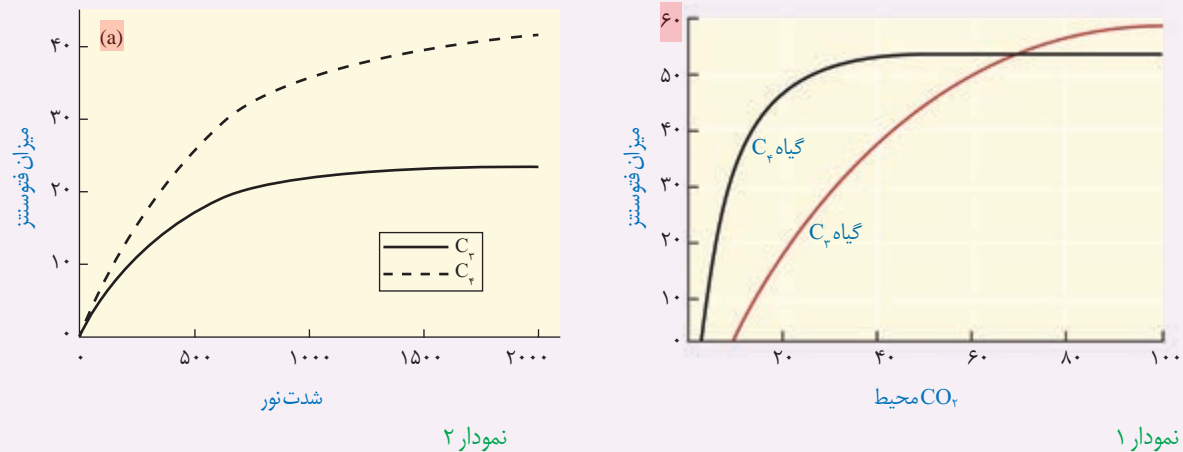 ۶۰
۵۰
۴۰
۳۰
۲۰
۱۰
۰
گیاه C۴
گیاه C۳
میزان فتوسنتز
۲۰ ۴۰ ۶۰ ۸۰ ۱۰۰
CO۲ محیط
نمودار ۱
(a)
۴۰
۳۰
۲۰
۱۰
۰
میزان فتوسنتز
C۳
C۴
۰ ۵۰۰ ۱۰۰۰ ۱۵۰۰ ۲۰۰۰
شدت نور
نمودار ۲